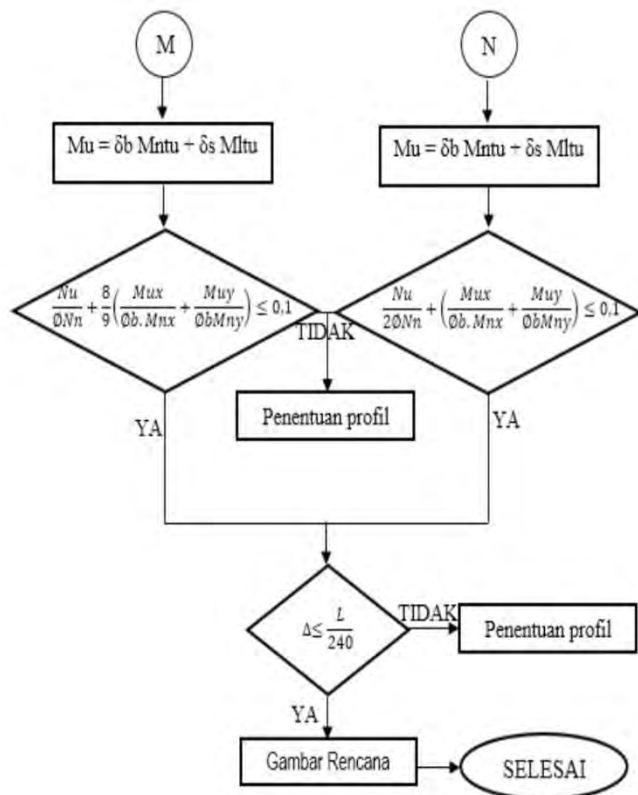 M
N
Mu = δb Mntu + δs Mltu
Mu = δb Mntu + δs Mltu
Nu/ØNn + 8/9 (Mux/Øb.Mnx + Muy/ØbMny) ≤ 0,1
Nu/2ØNn + (Mux/Øb.Mnx + Muy/ØbMny) ≤ 0,1
TIDAK
Penentuan profil
YA
YA
Δ≤ L/240
TIDAK
Penentuan profil
YA
Gambar Rencana
SELESAI